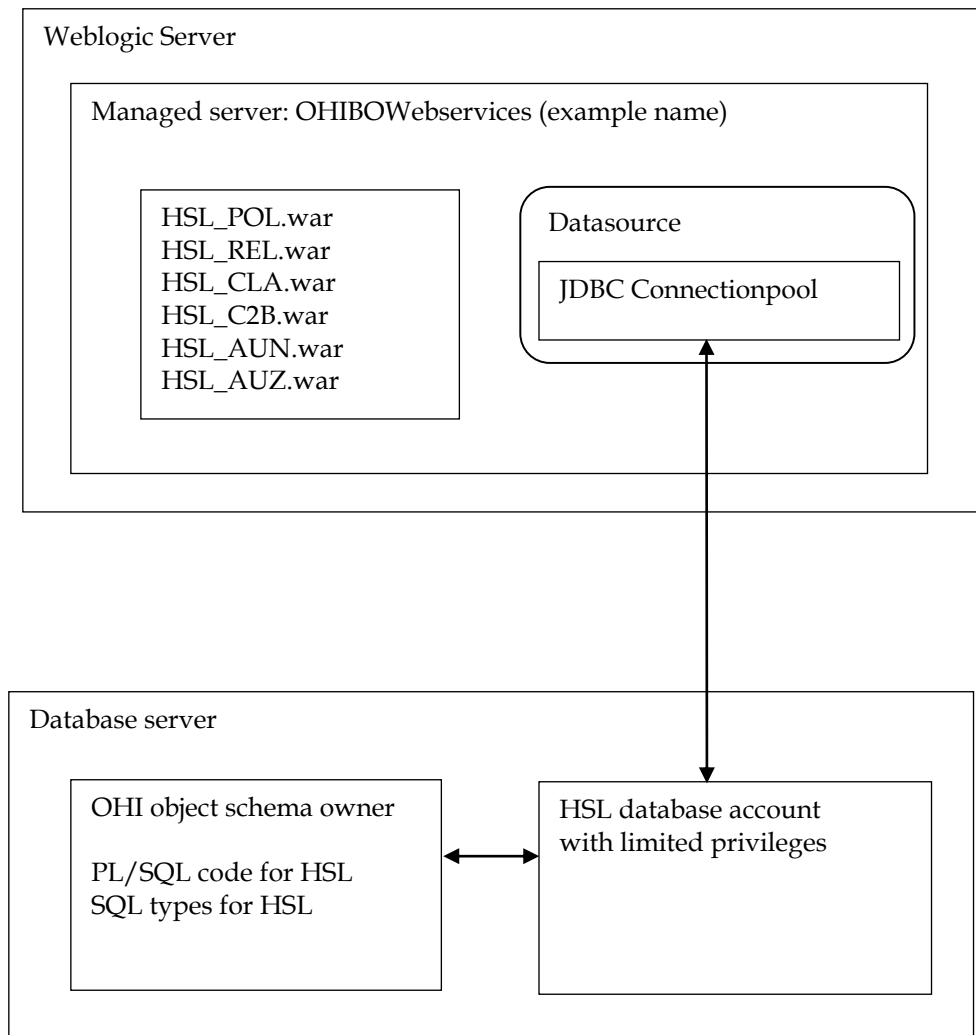 Weblogic Server
Managed server: OHIBOWebservices (example name)
HSL_POL.war
HSL_REL.war
HSL_CLA.war
HSL_C2B.war
HSL_AUN.war
HSL_AUZ.war
Datasource
JDBC Connectionpool
Database server
OHI object schema owner
PL/SQL code for HSL
SQL types for HSL
HSL database account
with limited privileges